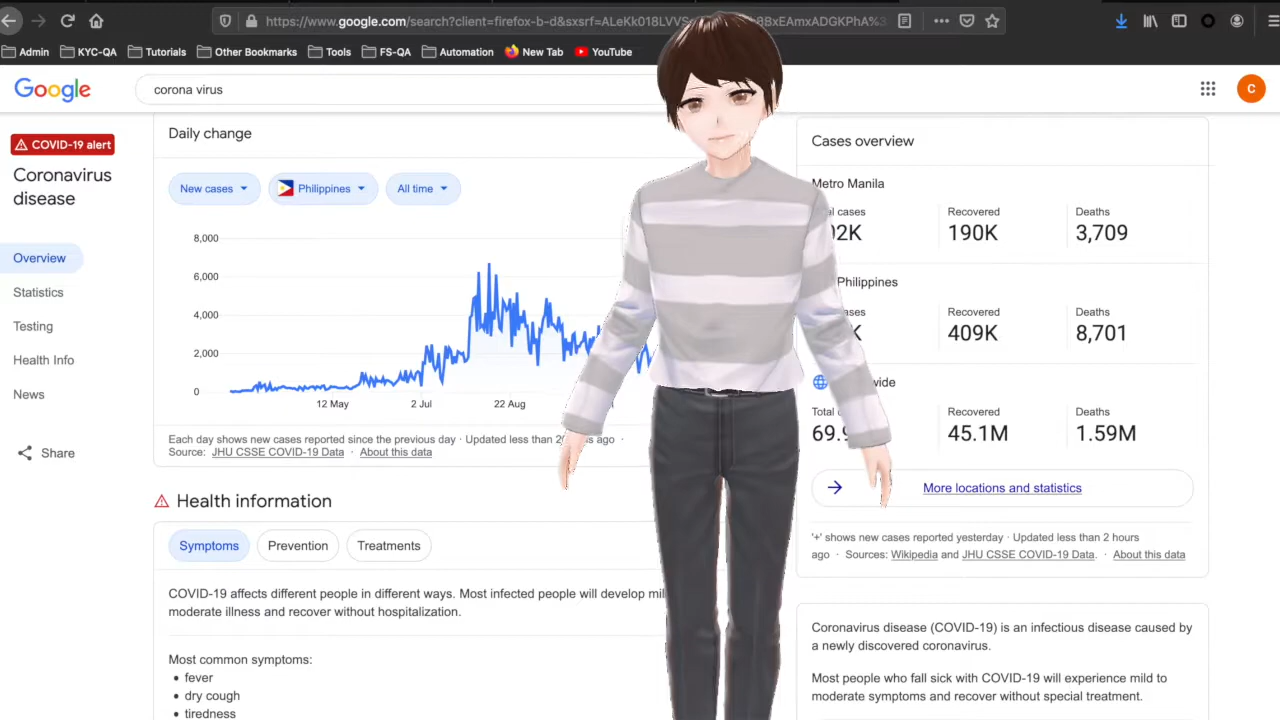 https://www.google.com/search?client=firefox-b-d&sxsrf=ALeKk018LVVS
Admin KYC-QA Tutorials Other Bookmarks Tools FS-QA Automation New Tab YouTube
Google
corona virus
C
COVID-19 alert
Coronavirus
disease
Overview
Statistics
Testing
Health Info
News
Share
Daily change
New cases Philippines All time
8,000
6,000
4,000
2,000
0
12 May 2 Jul 22 Aug
Each day shows new cases reported since the previous day · Updated less than ago ·
Source: JHU CSSE COVID-19 Data · About this data
Health information
Symptoms Prevention Treatments
COVID-19 affects different people in different ways. Most infected people will develop
moderate illness and recover without hospitalization.
Most common symptoms:
• fever
• dry cough
• tiredness
Cases overview
Metro Manila
cases Recovered Deaths
190K 3,709
Philippines
Recovered Deaths
409K 8,701
Total Recovered Deaths
45.1M 1.59M
More locations and statistics
'+' shows new cases reported yesterday · Updated less than 2 hours
ago · Sources: Wikipedia and JHU CSSE COVID-19 Data. · About this data
Coronavirus disease (COVID-19) is an infectious disease caused by
a newly discovered coronavirus.
Most people who fall sick with COVID-19 will experience mild to
moderate symptoms and recover without special treatment.